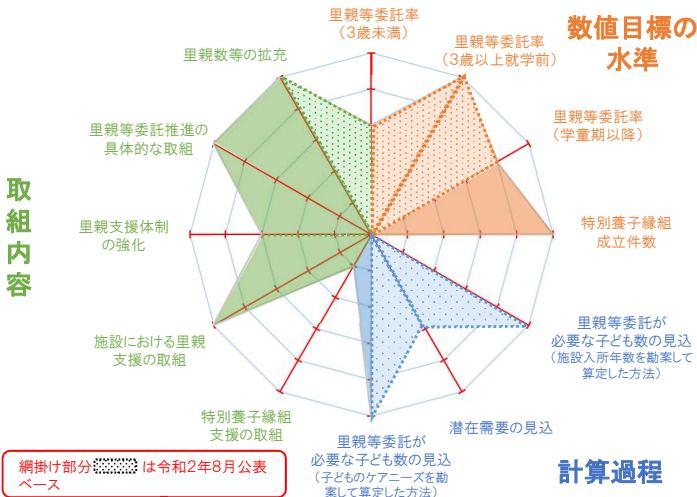 里親等委託率
（３歳未満）
里親等委託率
（３歳以上就学前）
数値目標の
水準
里親等委託率
（学童期以降）
特別養子縁組
成立件数
里親等委託が
必要な子ども数の見込
（施設入所年数を勘案して
算定した方法）
潜在需要の見込
計算過程
里親等委託が
必要な子ども数の見込
（子どものケアニーズを勘
案して算定した方法）
特別養子縁組
支援の取組
施設における里親
支援の取組
里親支援体制
の強化
里親等委託推進の
具体的な取組
里親数等の拡充
取
組
内
容
網掛け部分 は令和2年8月公表
ベース